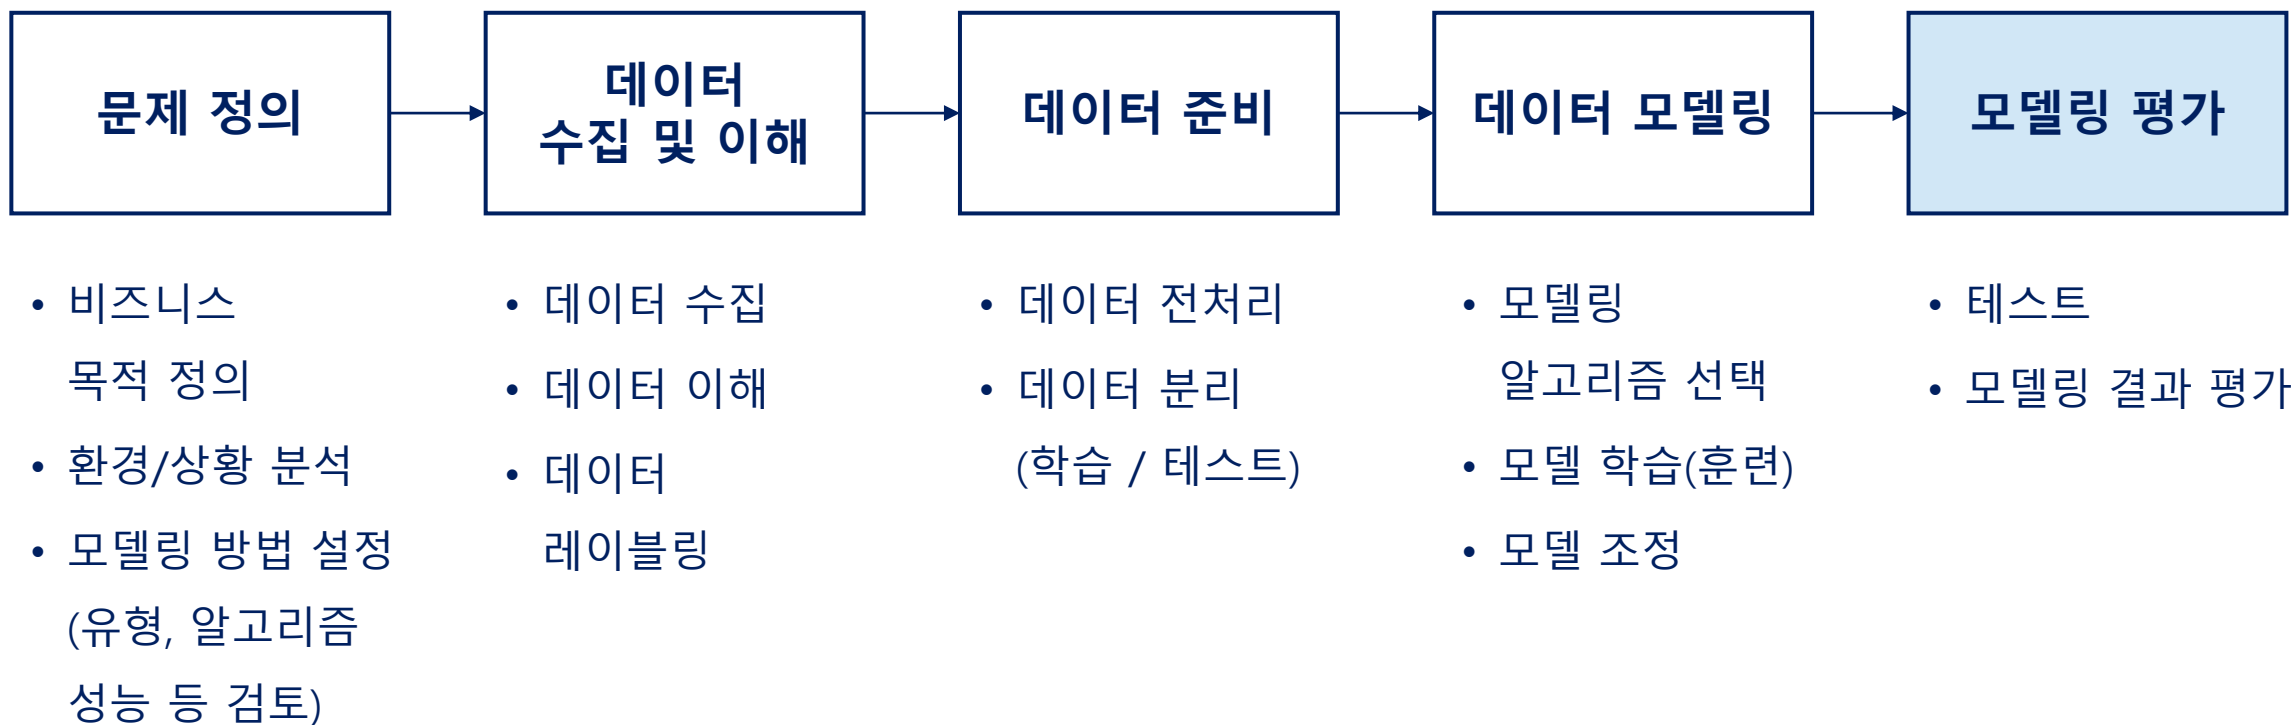 문제 정의
데이터
수집 및 이해
데이터 준비
데이터 모델링
모델링 평가
• 비즈니스
목적 정의
• 환경/상황 분석
• 모델링 방법 설정
(유형, 알고리즘
성능 등 검토)
• 데이터 수집
• 데이터 이해
• 데이터
레이블링
• 데이터 전처리
• 데이터 분리
(학습 / 테스트)
• 모델링
알고리즘 선택
• 모델 학습(훈련)
• 모델 조정
• 테스트
• 모델링 결과 평가